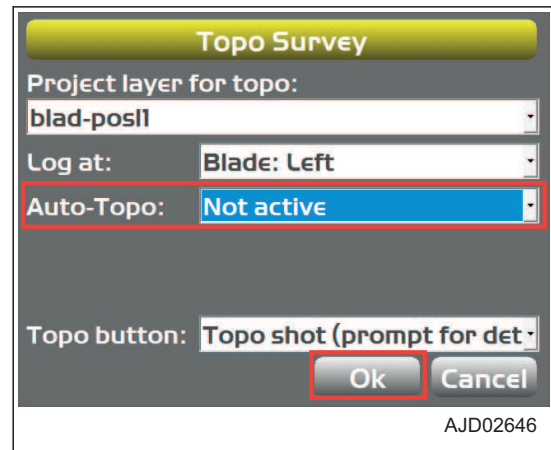 Topo Survey
Project layer for topo:
blad-posl1
Log at: Blade: Left
Auto-Topo: Not active
Topo button: Topo shot (prompt for det
Ok Cancel
AJD02646